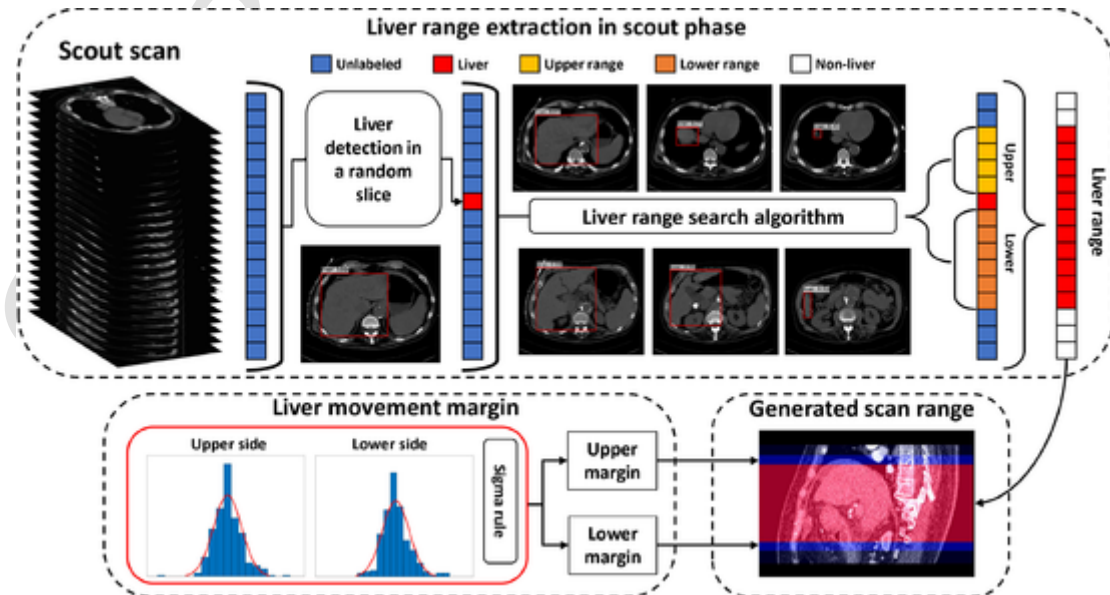 Liver range extraction in scout phase
Scout scan
Unlabeled
Liver
Upper range
Lower range
Non-liver
Liver
detection in
a random
slice
Liver range search algorithm
Upper
Lower
Liver range
Liver movement margin
Upper side
Lower side
Sigma rule
Upper
margin
Lower
margin
Generated scan range